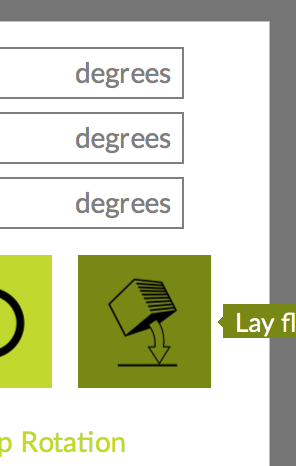 degrees
degrees
degrees
Lay fl
p Rotation